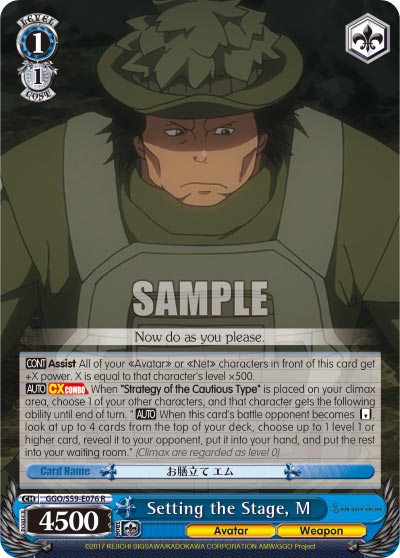 LEVEL
1
1
COST
SAMPLE
Now do as you please.
CONT Assist All of your «Avatar» or «Net» characters in front of this card get
+X power. X is equal to that character's level ×500.
AUTO CX COMBO When "Strategy of the Cautious Type" is placed on your climax
area, choose 1 of your other characters, and that character gets the following
ability until end of turn. "AUTO When this card's battle opponent becomes ,
look at up to 4 cards from the top of your deck, choose up to 1 level 1 or
higher card, reveal it to your opponent, put it into your hand, and put the rest
into your waiting room." (Climax are regarded as level 0)
Card Name
お膳立て エム
CH
GGO/S59-E076 R
POWER
4500
SOUL
Setting the Stage, M
Avatar
Weapon
©2017 KEIICHI SIGSAWA/KADOKAWA CORPORATION AMW/GGO Project